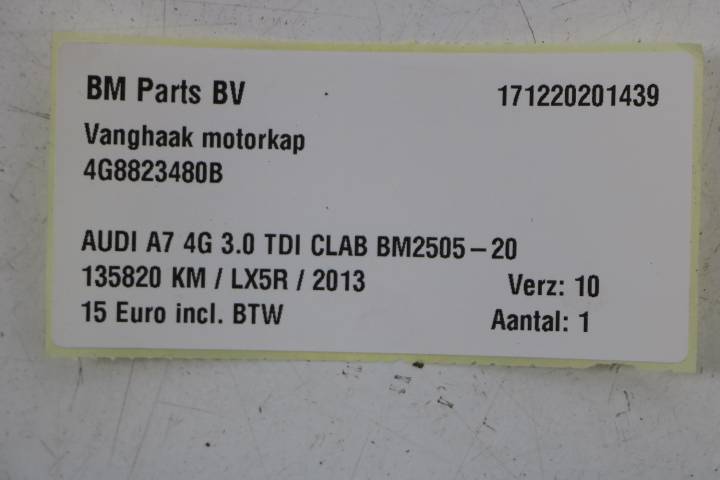 BM Parts BV 171220201439
Vanghaak motorkap
4G8823480B
AUDI A7 4G 3.0 TDI CLAB BM2505-20
135820 KM / LX5R / 2013 Verz: 10
15 Euro incl. BTW Aantal: 1